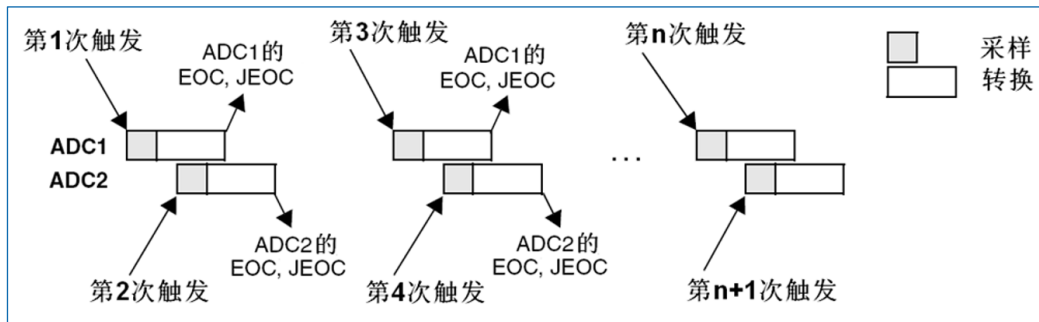 第1次触发
ADC1的
EOC, JEOC
第3次触发
ADC1的
EOC, JEOC
第n次触发
采样
转换
ADC1
ADC2
...
ADC2的
EOC, JEOC
第2次触发
ADC2的
EOC, JEOC
第4次触发
第n+1次触发